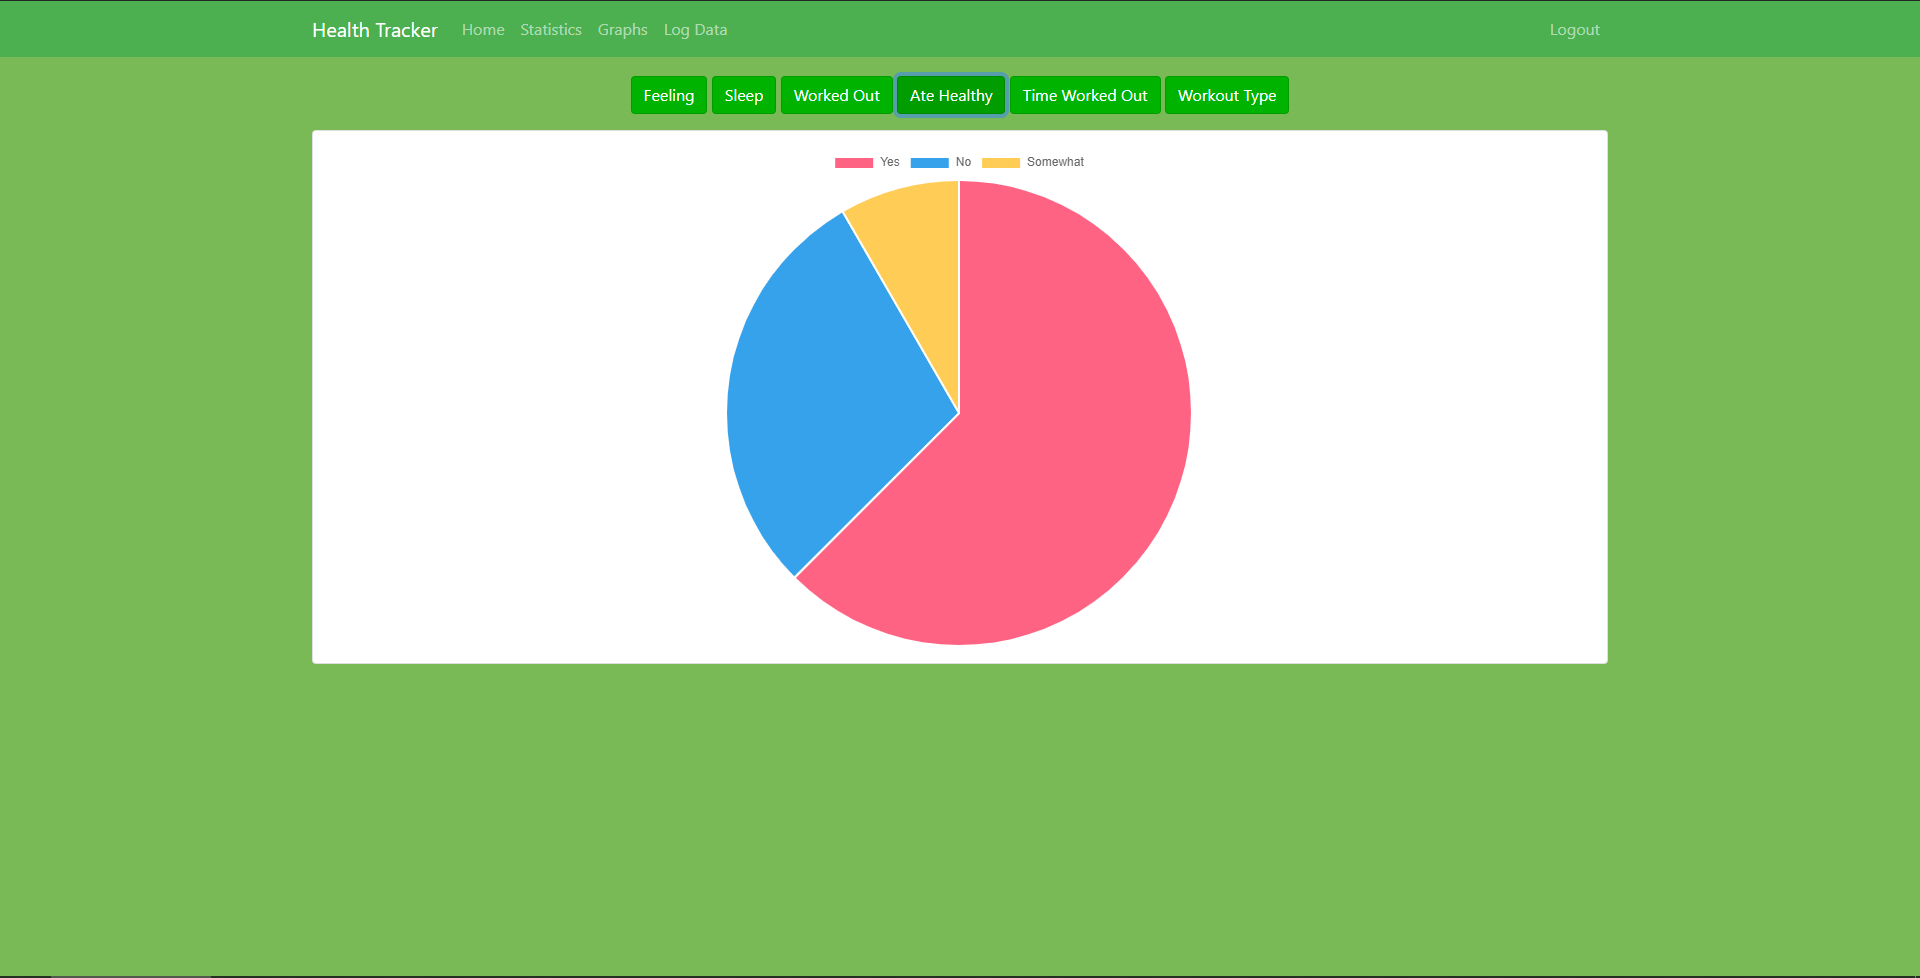 Health Tracker Home Statistics Graphs Log Data Logout
Feeling Sleep Worked Out Ate Healthy Time Worked Out Workout Type
Yes No Somewhat